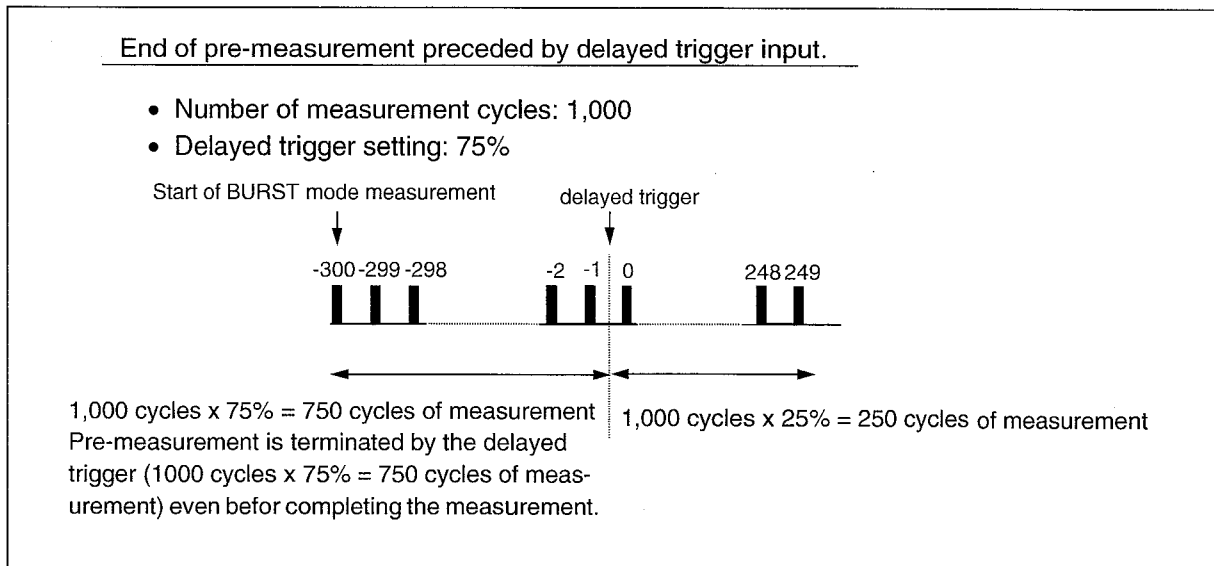 End of pre-measurement preceded by delayed trigger input.
• Number of measurement cycles: 1,000
• Delayed trigger setting: 75%
Start of BURST mode measurement
delayed trigger
-300 -299 -298
-2 -1 0
248 249
1,000 cycles x 75% = 750 cycles of measurement
Pre-measurement is terminated by the delayed
trigger (1000 cycles x 75% = 750 cycles of meas-
urement) even befor completing the measurement.
1,000 cycles x 25% = 250 cycles of measurement